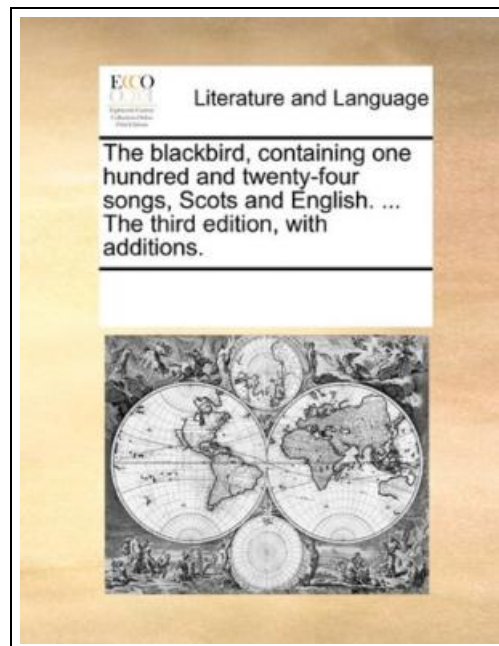 ECCO
Literature and Language
The blackbird, containing one
hundred and twenty-four
songs, Scots and English. ...
The third edition, with
additions.